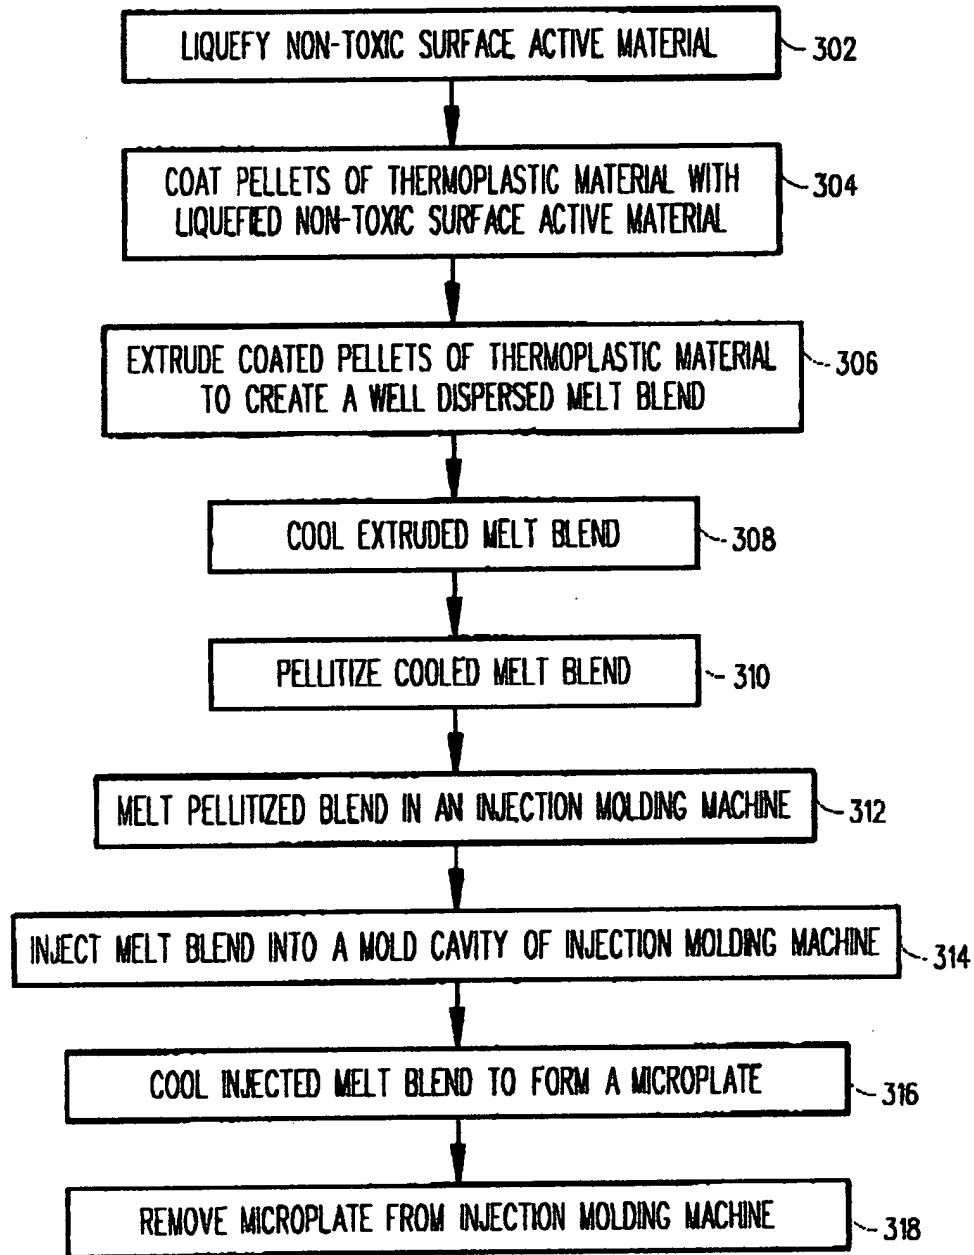 LIQUEFY NON-TOXIC SURFACE ACTIVE MATERIAL
302
COAT PELLETS OF THERMOPLASTIC MATERIAL WITH
LIQUEFIED NON-TOXIC SURFACE ACTIVE MATERIAL
304
EXTRUDE COATED PELLETS OF THERMOPLASTIC MATERIAL
TO CREATE A WELL DISPERSED MELT BLEND
306
COOL EXTRUDED MELT BLEND
308
PELLITIZE COOLED MELT BLEND
310
MELT PELLITIZED BLEND IN AN INJECTION MOLDING MACHINE
312
INJECT MELT BLEND INTO A MOLD CAVITY OF INJECTION MOLDING MACHINE
314
COOL INJECTED MELT BLEND TO FORM A MICROPLATE
316
REMOVE MICROPLATE FROM INJECTION MOLDING MACHINE
318